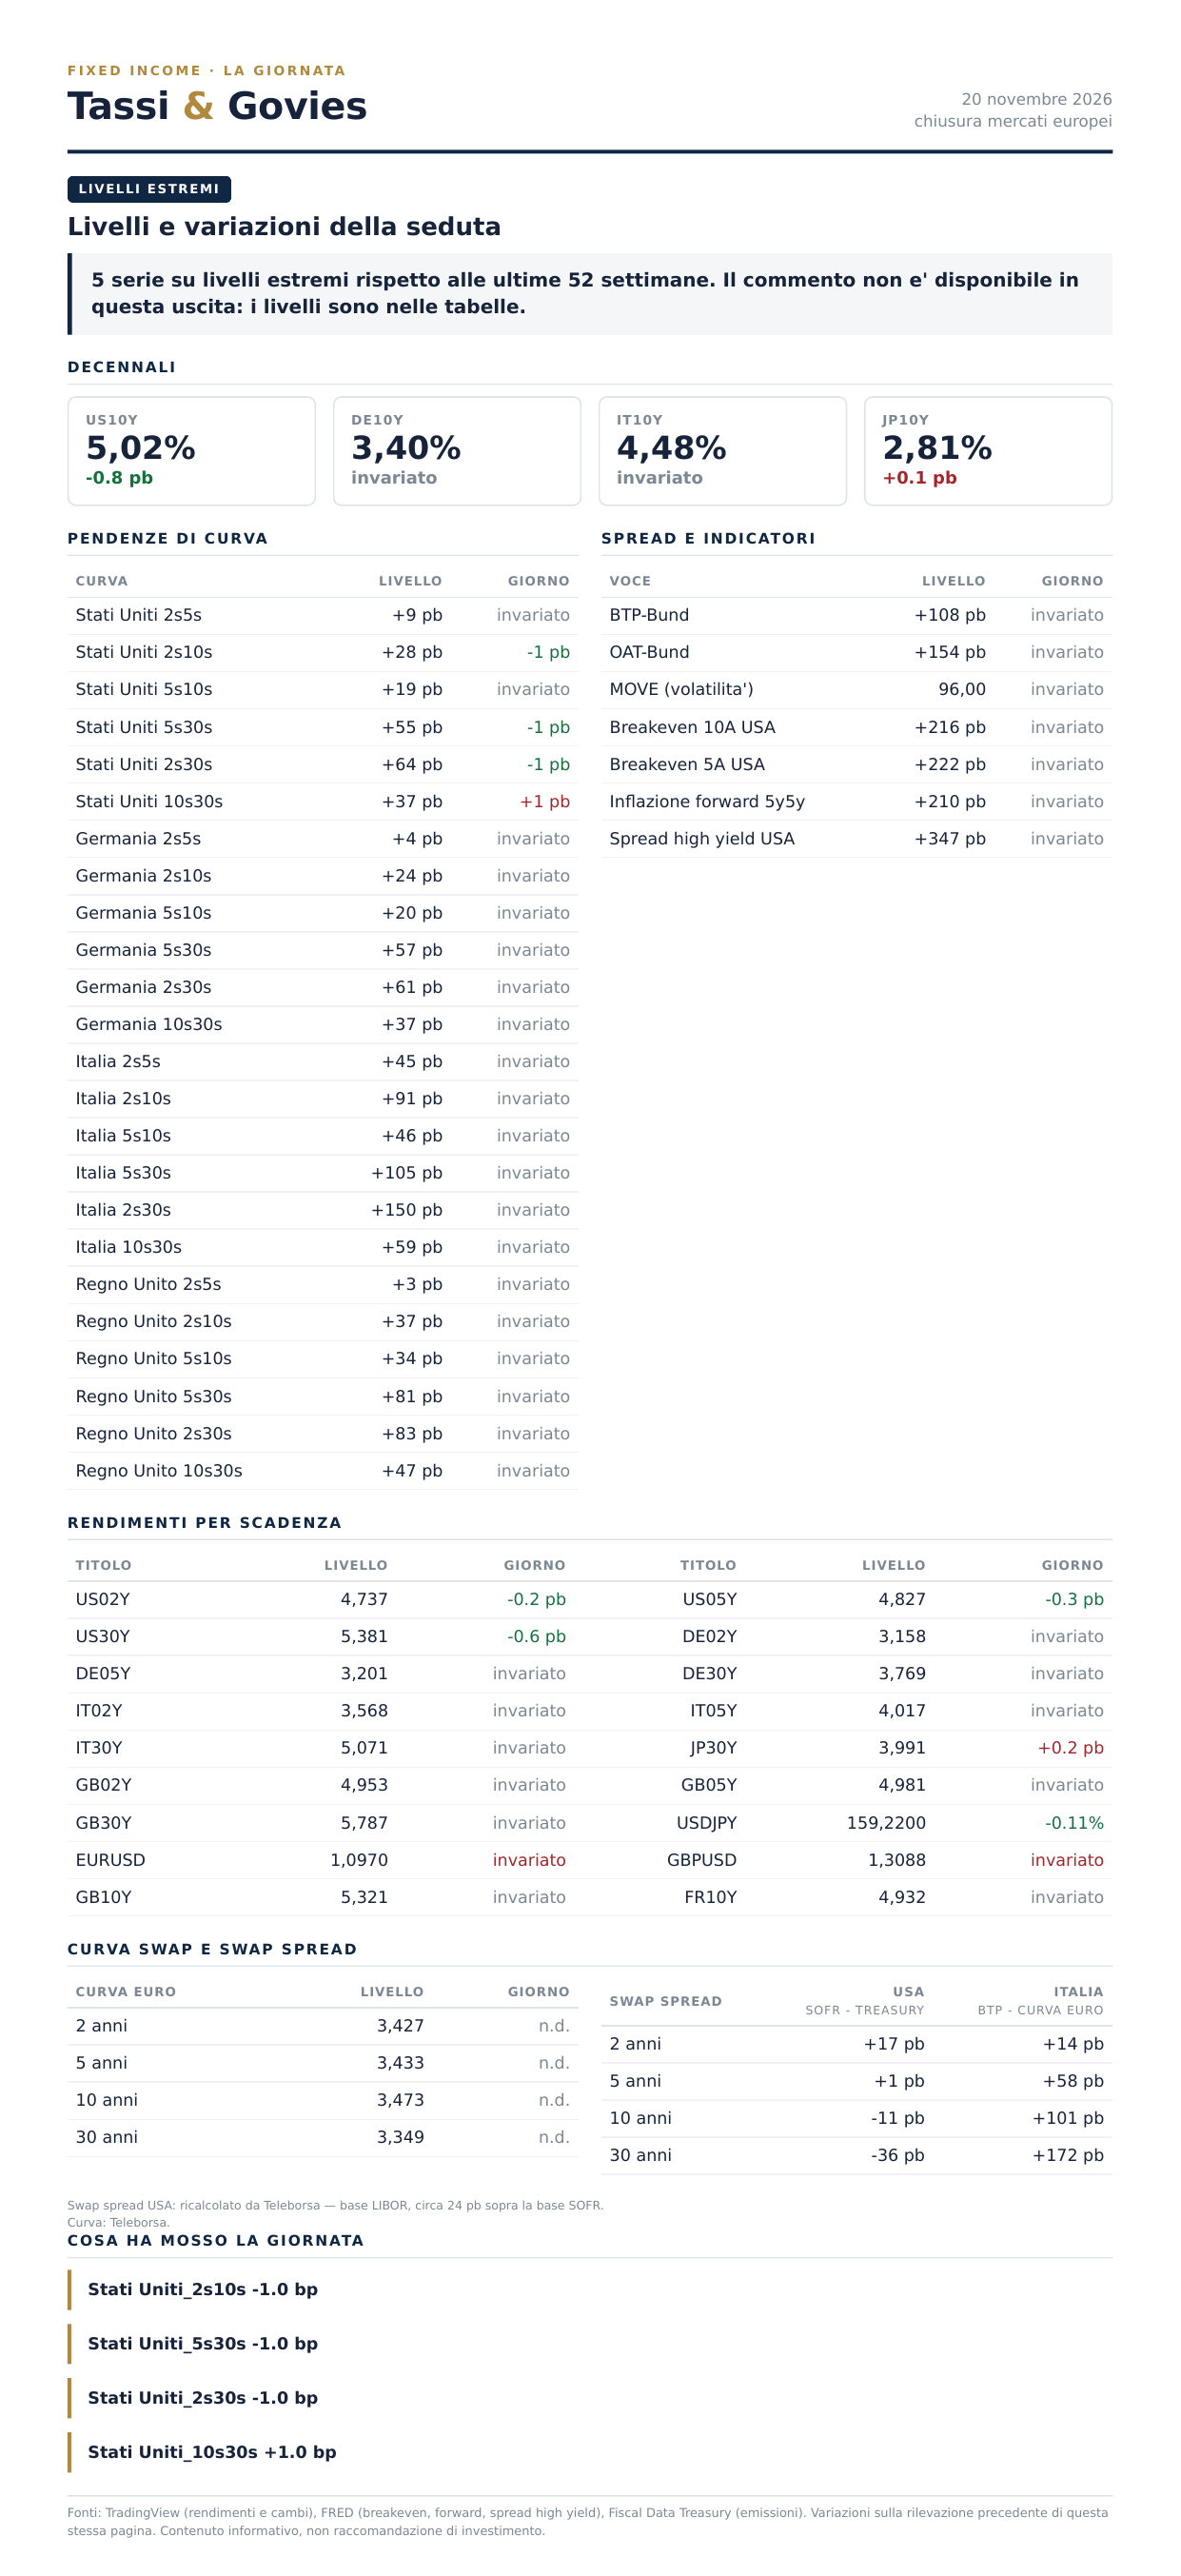 FIXED INCOME · LA GIORNATA
Tassi & Govies
20 novembre 2026
chiusura mercati europei
LIVELLI ESTREMI
Livelli e variazioni della seduta
5 serie su livelli estremi rispetto alle ultime 52 settimane. Il commento non e' disponibile in
questa uscita: i livelli sono nelle tabelle.
DECENNALI
US10Y
5,02%
-0.8 pb
DE10Y
3,40%
invariato
IT10Y
4,48%
invariato
JP10Y
2,81%
+0.1 pb
PENDENZE DI CURVA
CURVA LIVELLO GIORNO
Stati Uniti 2s5s +9 pb invariato
Stati Uniti 2s10s +28 pb -1 pb
Stati Uniti 5s10s +19 pb invariato
Stati Uniti 5s30s +55 pb -1 pb
Stati Uniti 2s30s +64 pb -1 pb
Stati Uniti 10s30s +37 pb +1 pb
Germania 2s5s +4 pb invariato
Germania 2s10s +24 pb invariato
Germania 5s10s +20 pb invariato
Germania 5s30s +57 pb invariato
Germania 2s30s +61 pb invariato
Germania 10s30s +37 pb invariato
Italia 2s5s +45 pb invariato
Italia 2s10s +91 pb invariato
Italia 5s10s +46 pb invariato
Italia 5s30s +105 pb invariato
Italia 2s30s +150 pb invariato
Italia 10s30s +59 pb invariato
Regno Unito 2s5s +3 pb invariato
Regno Unito 2s10s +37 pb invariato
Regno Unito 5s10s +34 pb invariato
Regno Unito 5s30s +81 pb invariato
Regno Unito 2s30s +83 pb invariato
Regno Unito 10s30s +47 pb invariato
SPREAD E INDICATORI
VOCE LIVELLO GIORNO
BTP-Bund +108 pb invariato
OAT-Bund +154 pb invariato
MOVE (volatilita') 96,00 invariato
Breakeven 10A USA +216 pb invariato
Breakeven 5A USA +222 pb invariato
Inflazione forward 5y5y +210 pb invariato
Spread high yield USA +347 pb invariato
RENDIMENTI PER SCADENZA
TITOLO LIVELLO GIORNO TITOLO LIVELLO GIORNO
US02Y 4,737 -0.2 pb US05Y 4,827 -0.3 pb
US30Y 5,381 -0.6 pb DE02Y 3,158 invariato
DE05Y 3,201 invariato DE30Y 3,769 invariato
IT02Y 3,568 invariato IT05Y 4,017 invariato
IT30Y 5,071 invariato JP30Y 3,991 +0.2 pb
GB02Y 4,953 invariato GB05Y 4,981 invariato
GB30Y 5,787 invariato USDJPY 159,2200 -0.11%
EURUSD 1,0970 invariato GBPUSD 1,3088 invariato
GB10Y 5,321 invariato FR10Y 4,932 invariato
CURVA SWAP E SWAP SPREAD
CURVA EURO LIVELLO GIORNO
2 anni 3,427 n.d.
5 anni 3,433 n.d.
10 anni 3,473 n.d.
30 anni 3,349 n.d.
SWAP SPREAD USA ITALIA
SOFR - TREASURY BTP - CURVA EURO
2 anni +17 pb +14 pb
5 anni +1 pb +58 pb
10 anni -11 pb +101 pb
30 anni -36 pb +172 pb
Swap spread USA: ricalcolato da Teleborsa — base LIBOR, circa 24 pb sopra la base SOFR.
Curva: Teleborsa.
COSA HA MOSSO LA GIORNATA
Stati Uniti_2s10s -1.0 bp
Stati Uniti_5s30s -1.0 bp
Stati Uniti_2s30s -1.0 bp
Stati Uniti_10s30s +1.0 bp
Fonti: TradingView (rendimenti e cambi), FRED (breakeven, forward, spread high yield), Fiscal Data Treasury (emissioni). Variazioni sulla rilevazione precedente di questa
stessa pagina. Contenuto informativo, non raccomandazione di investimento.